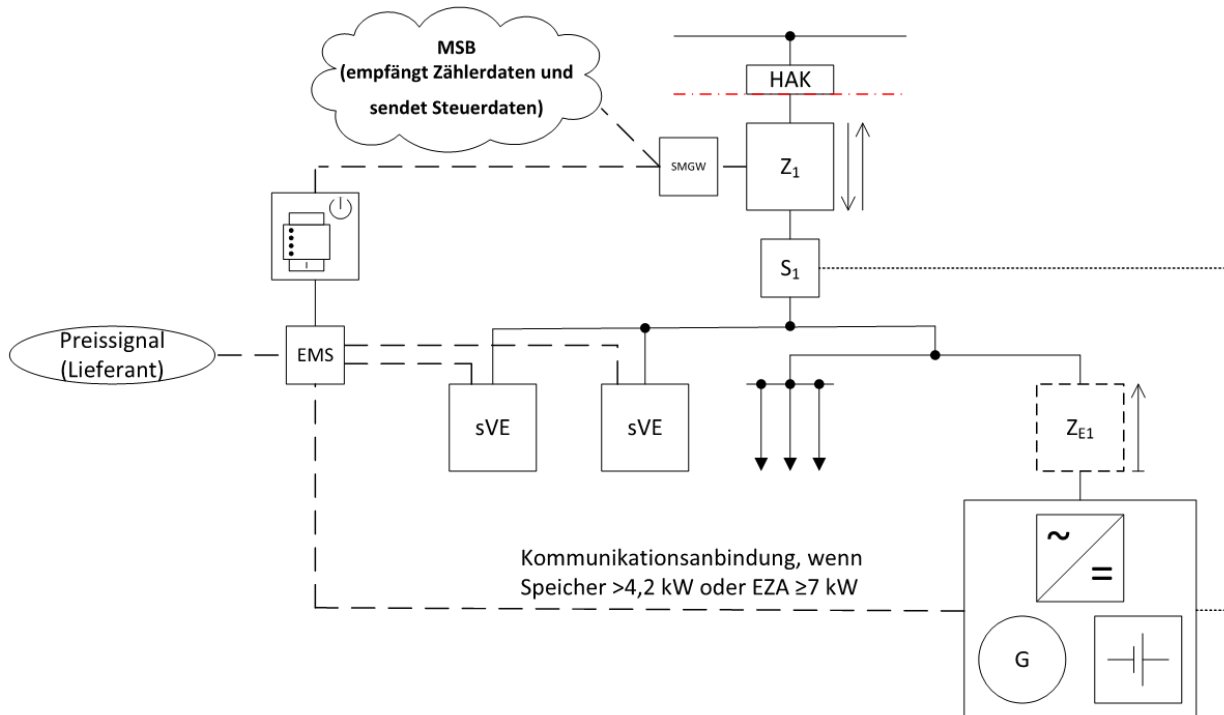 MSB
(empfängt Zählerdaten und
sendet Steuerdaten)
HAK
SMGW
Z1
S1
Preissignal
(Lieferant)
EMS
sVE
sVE
ZE1
Kommunikationsanbindung, wenn
Speicher >4,2 kW oder EZA ≥7 kW
~
=
G